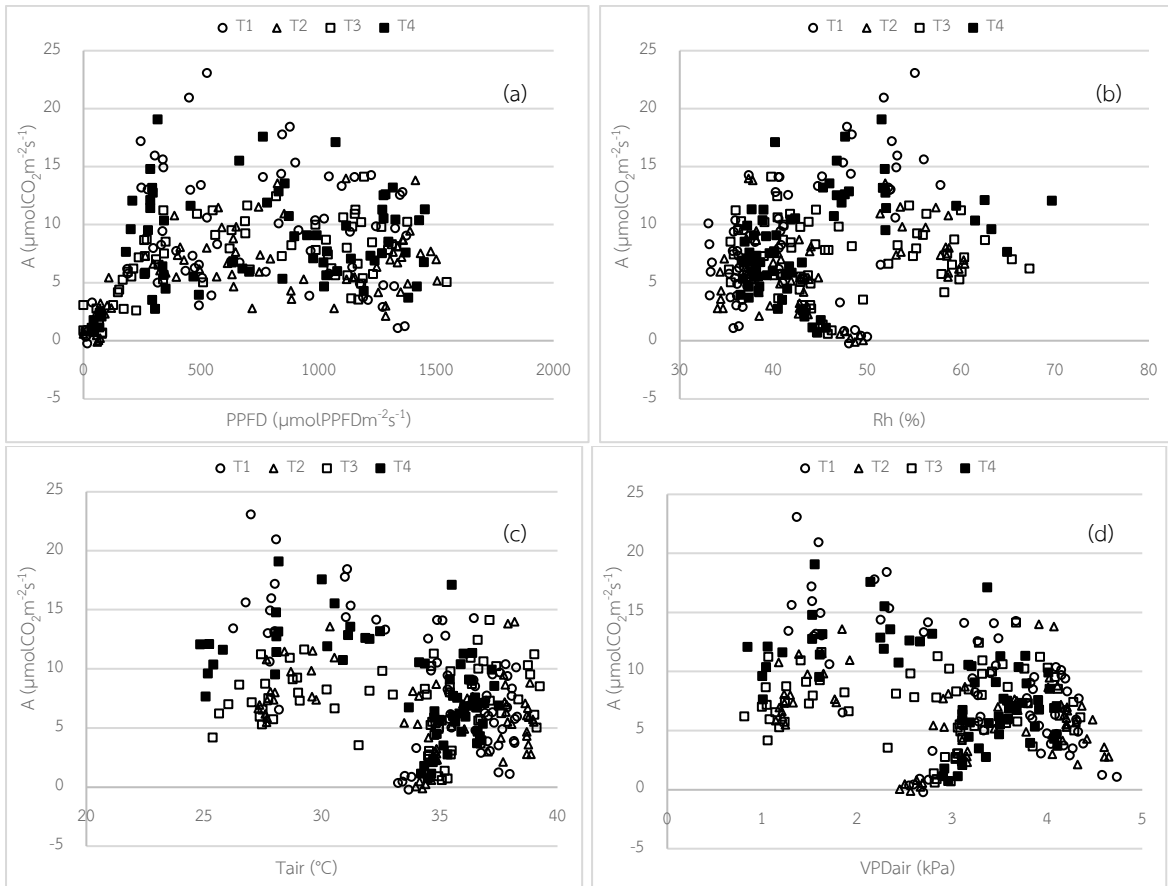 T1 T2 T3 T4
(a)
A (µmolCO₂m⁻²s⁻¹)
25
20
15
10
5
0
-5
0 500 1000 1500 2000
PPFD (µmolPPFDm⁻²s⁻¹)
T1 T2 T3 T4
(b)
A (µmolCO₂m⁻²s⁻¹)
25
20
15
10
5
0
-5
30 40 50 60 70 80
Rh (%)
T1 T2 T3 T4
(c)
A (µmolCO₂m⁻²s⁻¹)
25
20
15
10
5
0
-5
20 25 30 35 40
Tair (°C)
T1 T2 T3 T4
(d)
A (µmolCO₂m⁻²s⁻¹)
25
20
15
10
5
0
-5
0 1 2 3 4 5
VPDair (kPa)